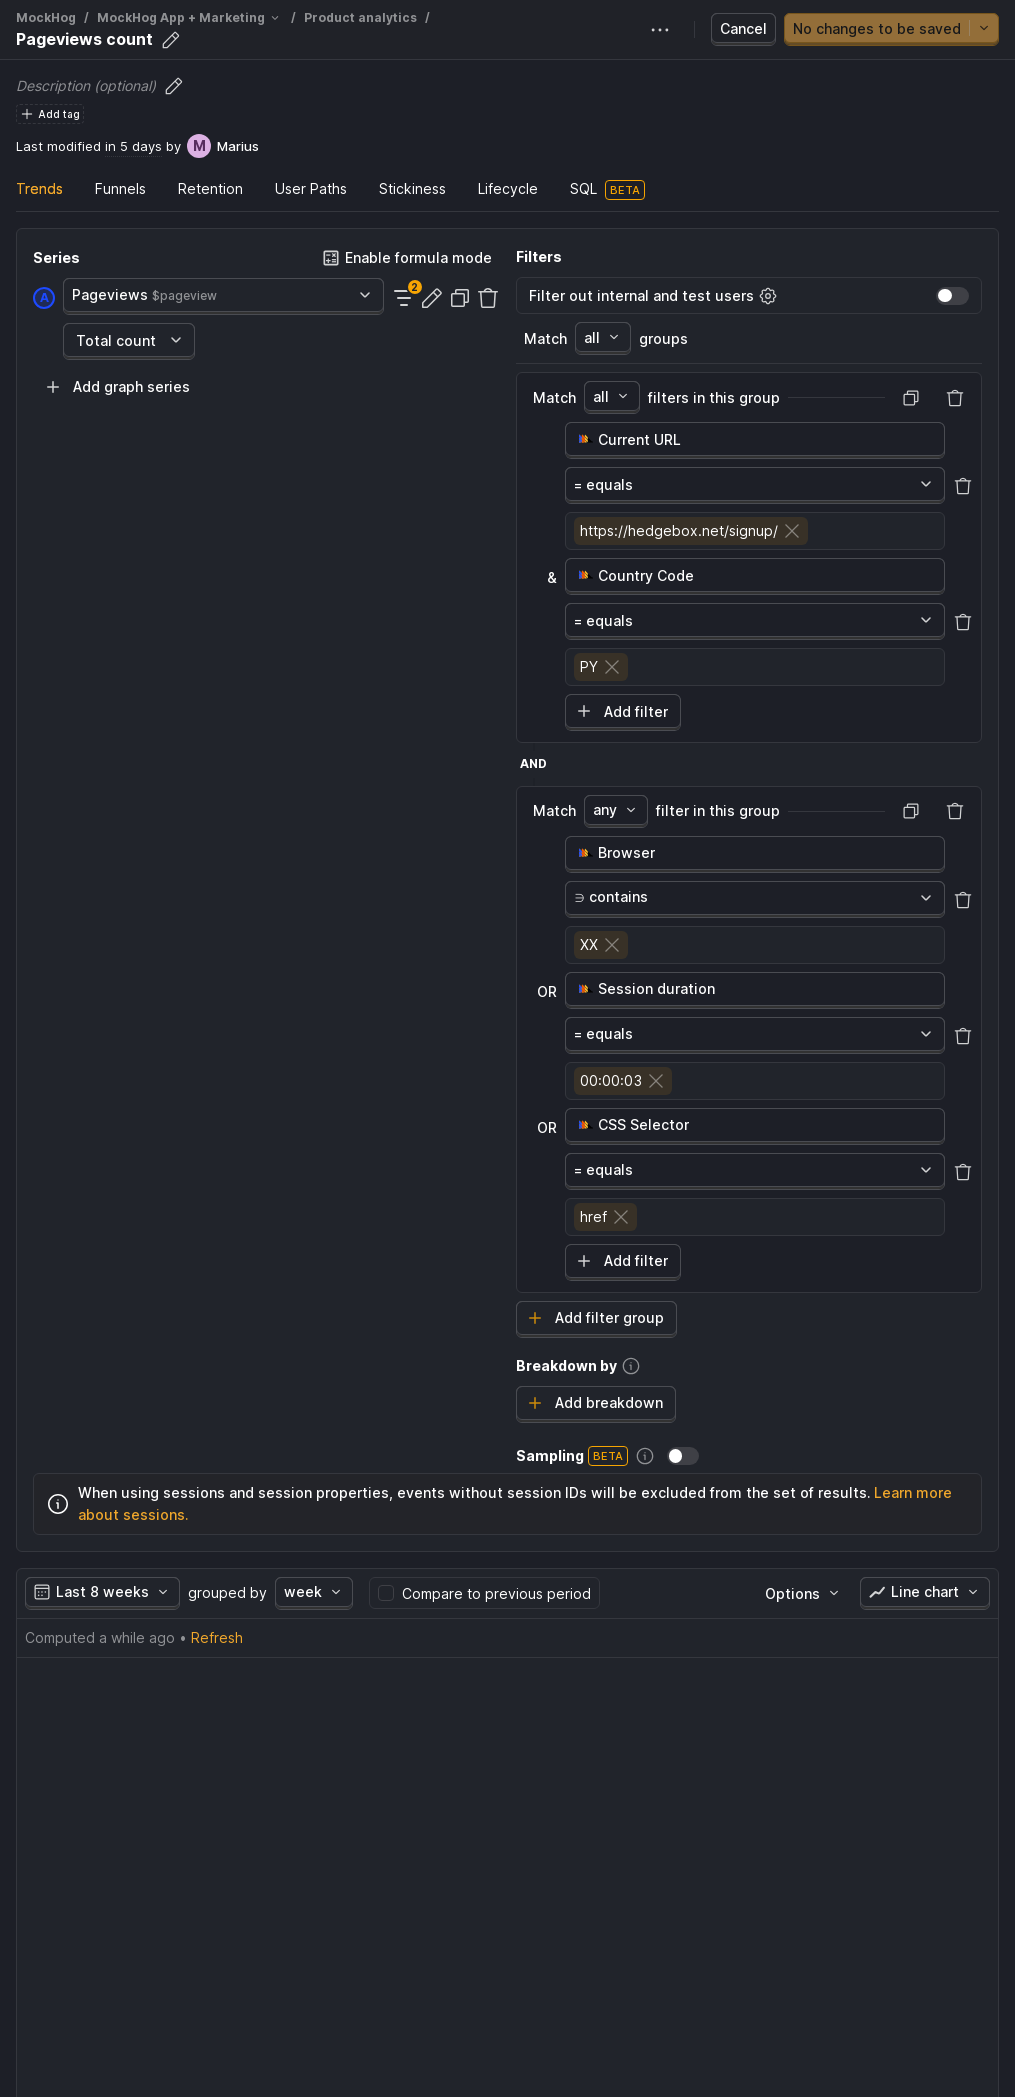 MockHog / MockHog App + Marketing / Product analytics /
Pageviews count
Cancel
No changes to be saved
Description (optional)
Add tag
Last modified in 5 days by M Marius
Trends Funnels Retention User Paths Stickiness Lifecycle SQL BETA
Series
Enable formula mode
A Pageviews $pageview
2
Total count
Add graph series
Filters
Filter out internal and test users
Match all groups
Match all filters in this group
Current URL
= equals
https://hedgebox.net/signup/
& Country Code
= equals
PY
Add filter
AND
Match any filter in this group
Browser
∋ contains
XX
OR Session duration
= equals
00:00:03
OR CSS Selector
= equals
href
Add filter
Add filter group
Breakdown by
Add breakdown
Sampling BETA
When using sessions and session properties, events without session IDs will be excluded from the set of results. Learn more
about sessions.
Last 8 weeks grouped by week Compare to previous period Options Line chart
Computed a while ago • Refresh